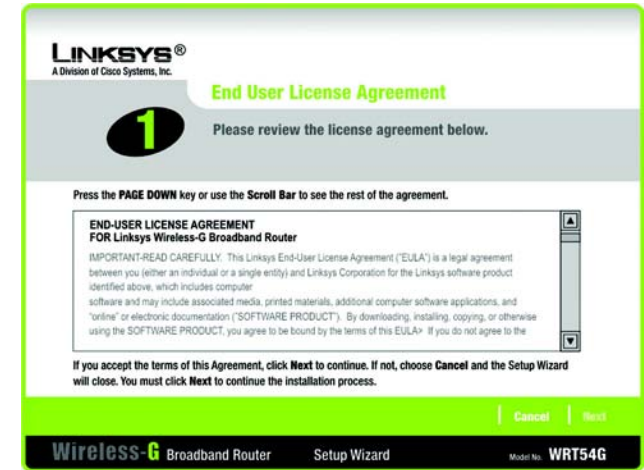 LINKSYS®
A Division of Cisco Systems, Inc.
End User License Agreement
1
Please review the license agreement below.
Press the PAGE DOWN key or use the Scroll Bar to see the rest of the agreement.
END-USER LICENSE AGREEMENT
FOR Linksys Wireless-G Broadband Router
IMPORTANT-READ CAREFULLY. This Linksys End-User License Agreement ("EULA") is a legal agreement
between you (either an individual or a single entity) and Linksys Corporation for the Linksys software product
identified above, which includes computer
software and may include associated media, printed materials, additional computer software applications, and
"online" or electronic documentation ("SOFTWARE PRODUCT"). By downloading, installing, copying, or otherwise
using the SOFTWARE PRODUCT, you agree to be bound by the terms of this EULA> If you do not agree to the
If you accept the terms of this Agreement, click Next to continue. If not, choose Cancel and the Setup Wizard
will close. You must click Next to continue the installation process.
Cancel Next
Wireless-G Broadband Router Setup Wizard Model No. WRT54G